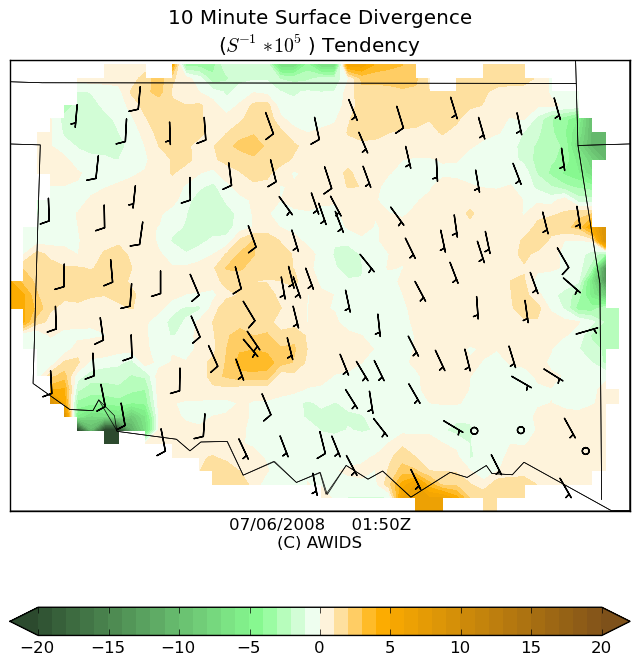 10 Minute Surface Divergence
(S⁻¹ * 10⁵ ) Tendency
07/06/2008 01:50Z
(C) AWIDS
−20 −15 −10 −5 0 5 10 15 20